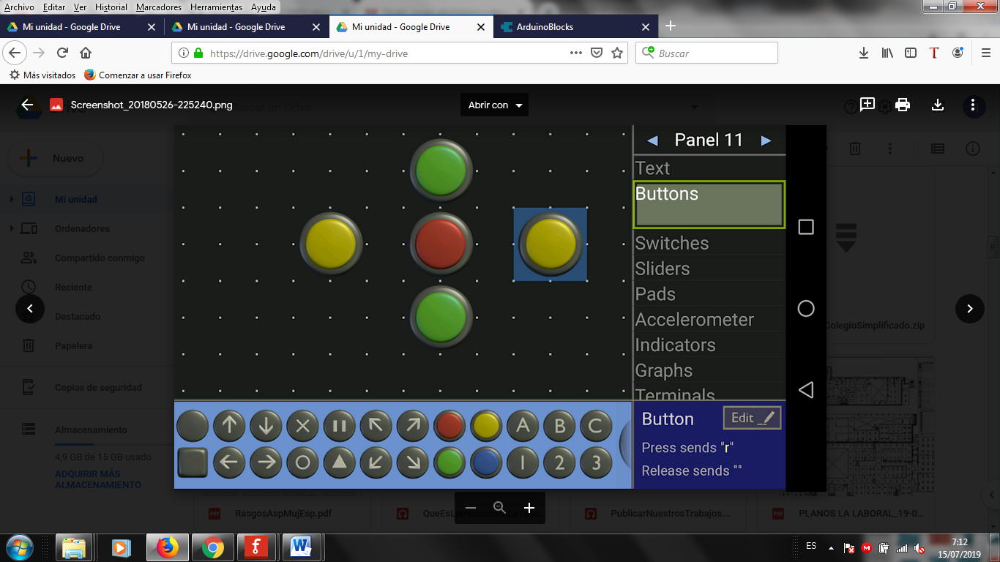 Archivo Editar Ver Historial Marcadores Herramientas Ayuda
Mi unidad - Google Drive Mi unidad - Google Drive Mi unidad - Google Drive ArduinoBlocks
https://drive.google.com/drive/u/1/my-drive Buscar
Más visitados Comenzar a usar Firefox
Screenshot_20180526-225240.png Abrir con
Nuevo
Mi unidad
Ordenadores
Compartido conmigo
Reciente
Destacado
Papelera
Copias de seguridad
Almacenamiento
4,9 GB de 15 GB usado
ADQUIRIR MÁS
ALMACENAMIENTO
Panel 11
Text
Buttons
Switches
Sliders
Pads
Accelerometer
Indicators
Graphs
Terminals
A B C
1 2 3
Button Edit
Press sends "r"
Release sends ""
ColegioSimplificado.zip
RasgosAspMujEsp.pdf
PublicarNuestrosTrabajos....
PLANOS LA LABORAL_19-0...
ES 7:12
15/07/2019